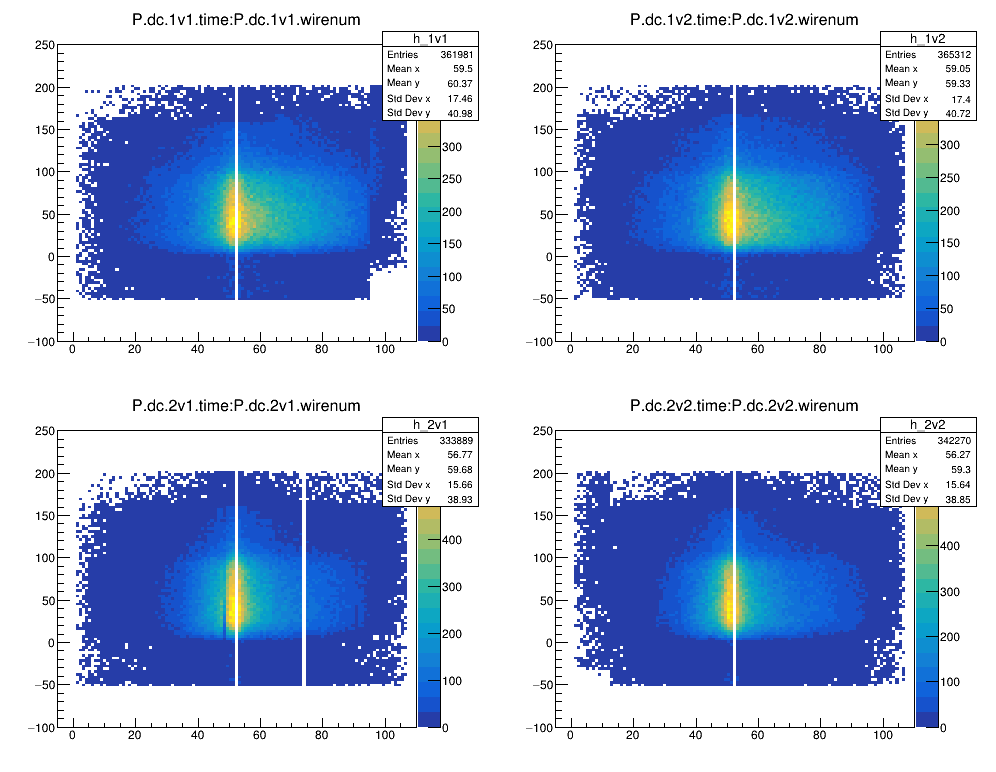 P.dc.1v1.time:P.dc.1v1.wirenum
h_1v1
Entries 361981
Mean x 59.5
Mean y 60.37
Std Dev x 17.46
Std Dev y 40.98
250
200
150
100
50
0
−50
−100
0 20 40 60 80 100
300
250
200
150
100
50
0
P.dc.1v2.time:P.dc.1v2.wirenum
h_1v2
Entries 365312
Mean x 59.05
Mean y 59.33
Std Dev x 17.4
Std Dev y 40.72
250
200
150
100
50
0
−50
−100
0 20 40 60 80 100
300
250
200
150
100
50
0
P.dc.2v1.time:P.dc.2v1.wirenum
h_2v1
Entries 333889
Mean x 56.77
Mean y 59.68
Std Dev x 15.66
Std Dev y 38.93
250
200
150
100
50
0
−50
−100
0 20 40 60 80 100
400
300
200
100
0
P.dc.2v2.time:P.dc.2v2.wirenum
h_2v2
Entries 342270
Mean x 56.27
Mean y 59.3
Std Dev x 15.64
Std Dev y 38.85
250
200
150
100
50
0
−50
−100
0 20 40 60 80 100
400
300
200
100
0